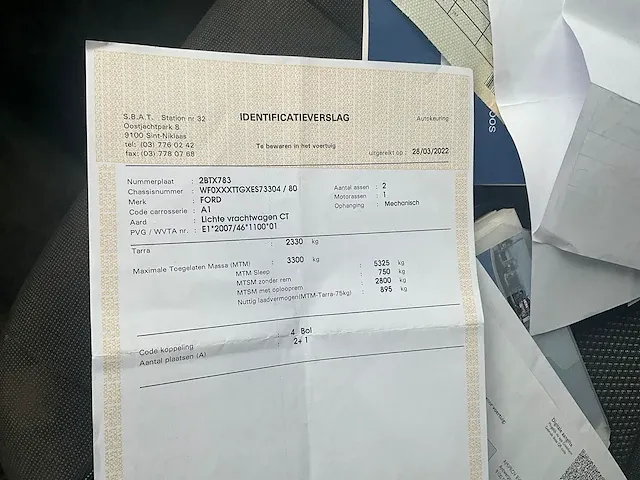 S.B.A.T. Station nr 32
Oostjachtpark 8
9100 Sint-Niklaas
tel: (03) 776 02 42
fax: (03) 778 07 68
IDENTIFICATIEVERSLAG
Te bewaren in het voertuig
Autokeuring
uitgereikt op : 28/03/2022
Nummerplaat : 2BTX783
Chassisnummer : WF0XXXTTGXES73304 / 80
Merk : FORD
Code carrosserie : A1
Aard : Lichte vrachtwagen CT
PVG / WVTA nr. : E1*2007/46*1100*01
Aantal assen : 2
Motorassen : 1
Ophanging : Mechonisch
Tarra : 2330 kg
Maximale Toegelaten Massa (MTM) : 3300 kg
MTM Sleep : 5325 kg
MTSM zonder rem : 750 kg
MTSM met oplooprem : 2800 kg
Nuttig laadvermogen(MTM-Tarra-75kg) : 895 kg
Code koppeling : 4 Bol
Aantal plaatsen (A) : 2+1